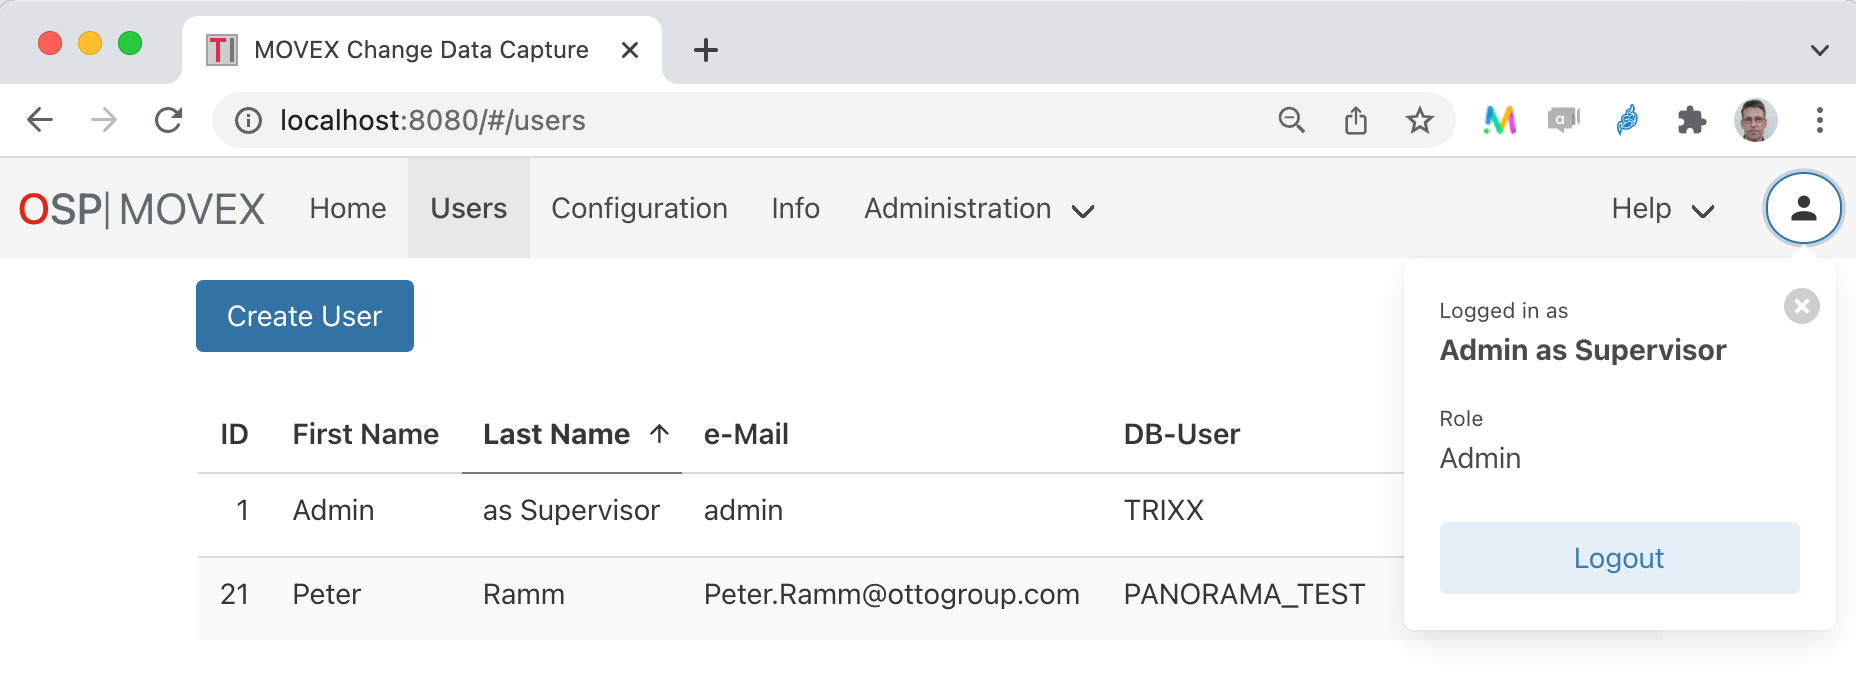 MOVEX Change Data Capture
localhost:8080/#/users
OSP| MOVEX Home Users Configuration Info Administration Help
Create User
Logged in as
Admin as Supervisor
Role
Admin
Logout
ID First Name Last Name e-Mail DB-User
1 Admin as Supervisor admin TRIXX
21 Peter Ramm Peter.Ramm@ottogroup.com PANORAMA_TEST